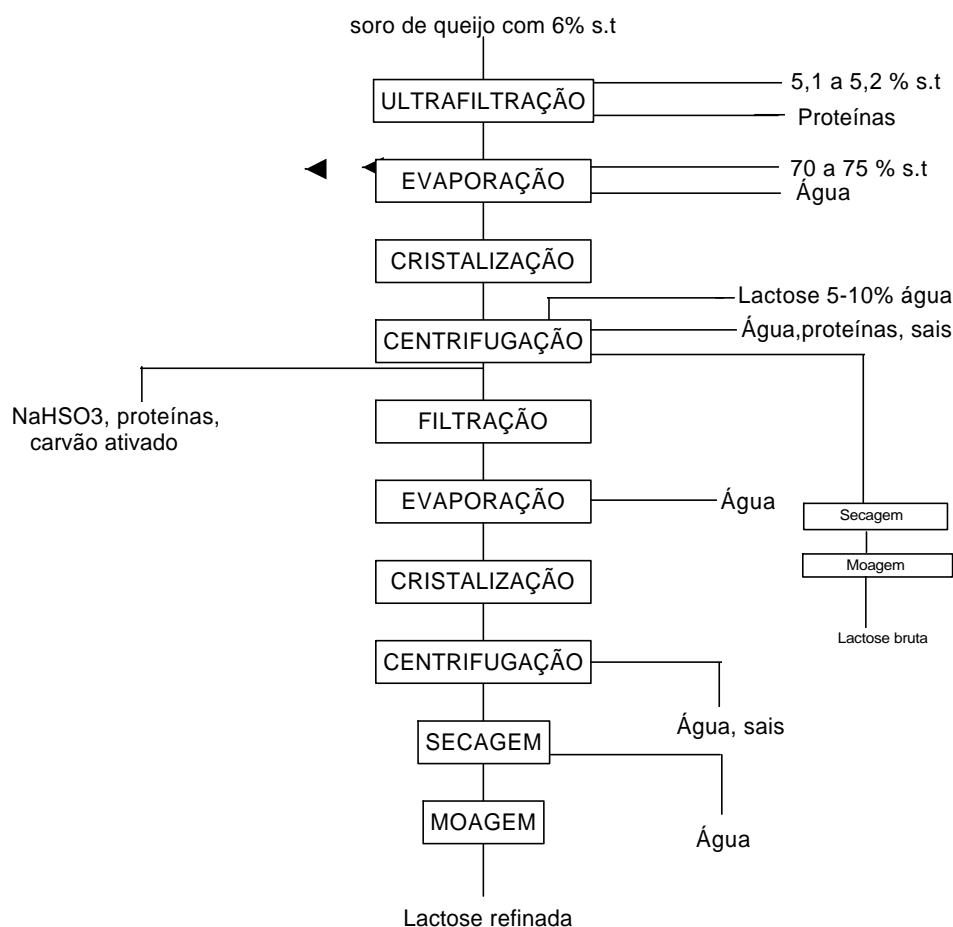 soro de queijo com 6% s.t
5,1 a 5,2 % s.t
ULTRAFILTRAÇÃO
Proteínas
70 a 75 % s.t
EVAPORAÇÃO
Água
CRISTALIZAÇÃO
Lactose 5-10% água
Água,proteínas, sais
CENTRIFUGAÇÃO
NaHSO3, proteínas,
carvão ativado
FILTRAÇÃO
EVAPORAÇÃO
Água
Secagem
Moagem
CRISTALIZAÇÃO
Lactose bruta
CENTRIFUGAÇÃO
Água, sais
SECAGEM
MOAGEM
Água
Lactose refinada